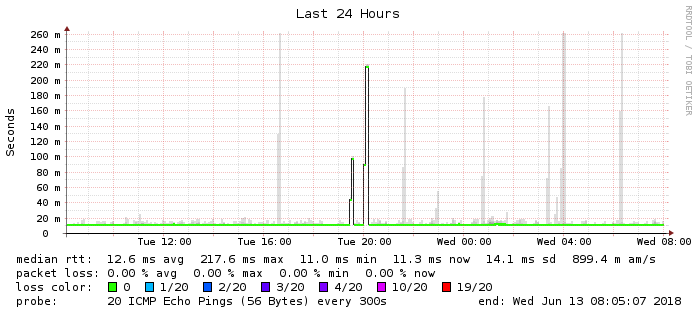 Last 24 Hours
RRDTOOL / TOBI OETIKER
Seconds
260 m
240 m
220 m
200 m
180 m
160 m
140 m
120 m
100 m
80 m
60 m
40 m
20 m
0
Tue 12:00 Tue 16:00 Tue 20:00 Wed 00:00 Wed 04:00 Wed 08:00
median rtt: 12.6 ms avg 217.6 ms max 11.0 ms min 11.3 ms now 14.1 ms sd 899.4 m am/s
packet loss: 0.00 % avg 0.00 % max 0.00 % min 0.00 % now
loss color: 0 1/20 2/20 3/20 4/20 10/20 19/20
probe: 20 ICMP Echo Pings (56 Bytes) every 300s end: Wed Jun 13 08:05:07 2018